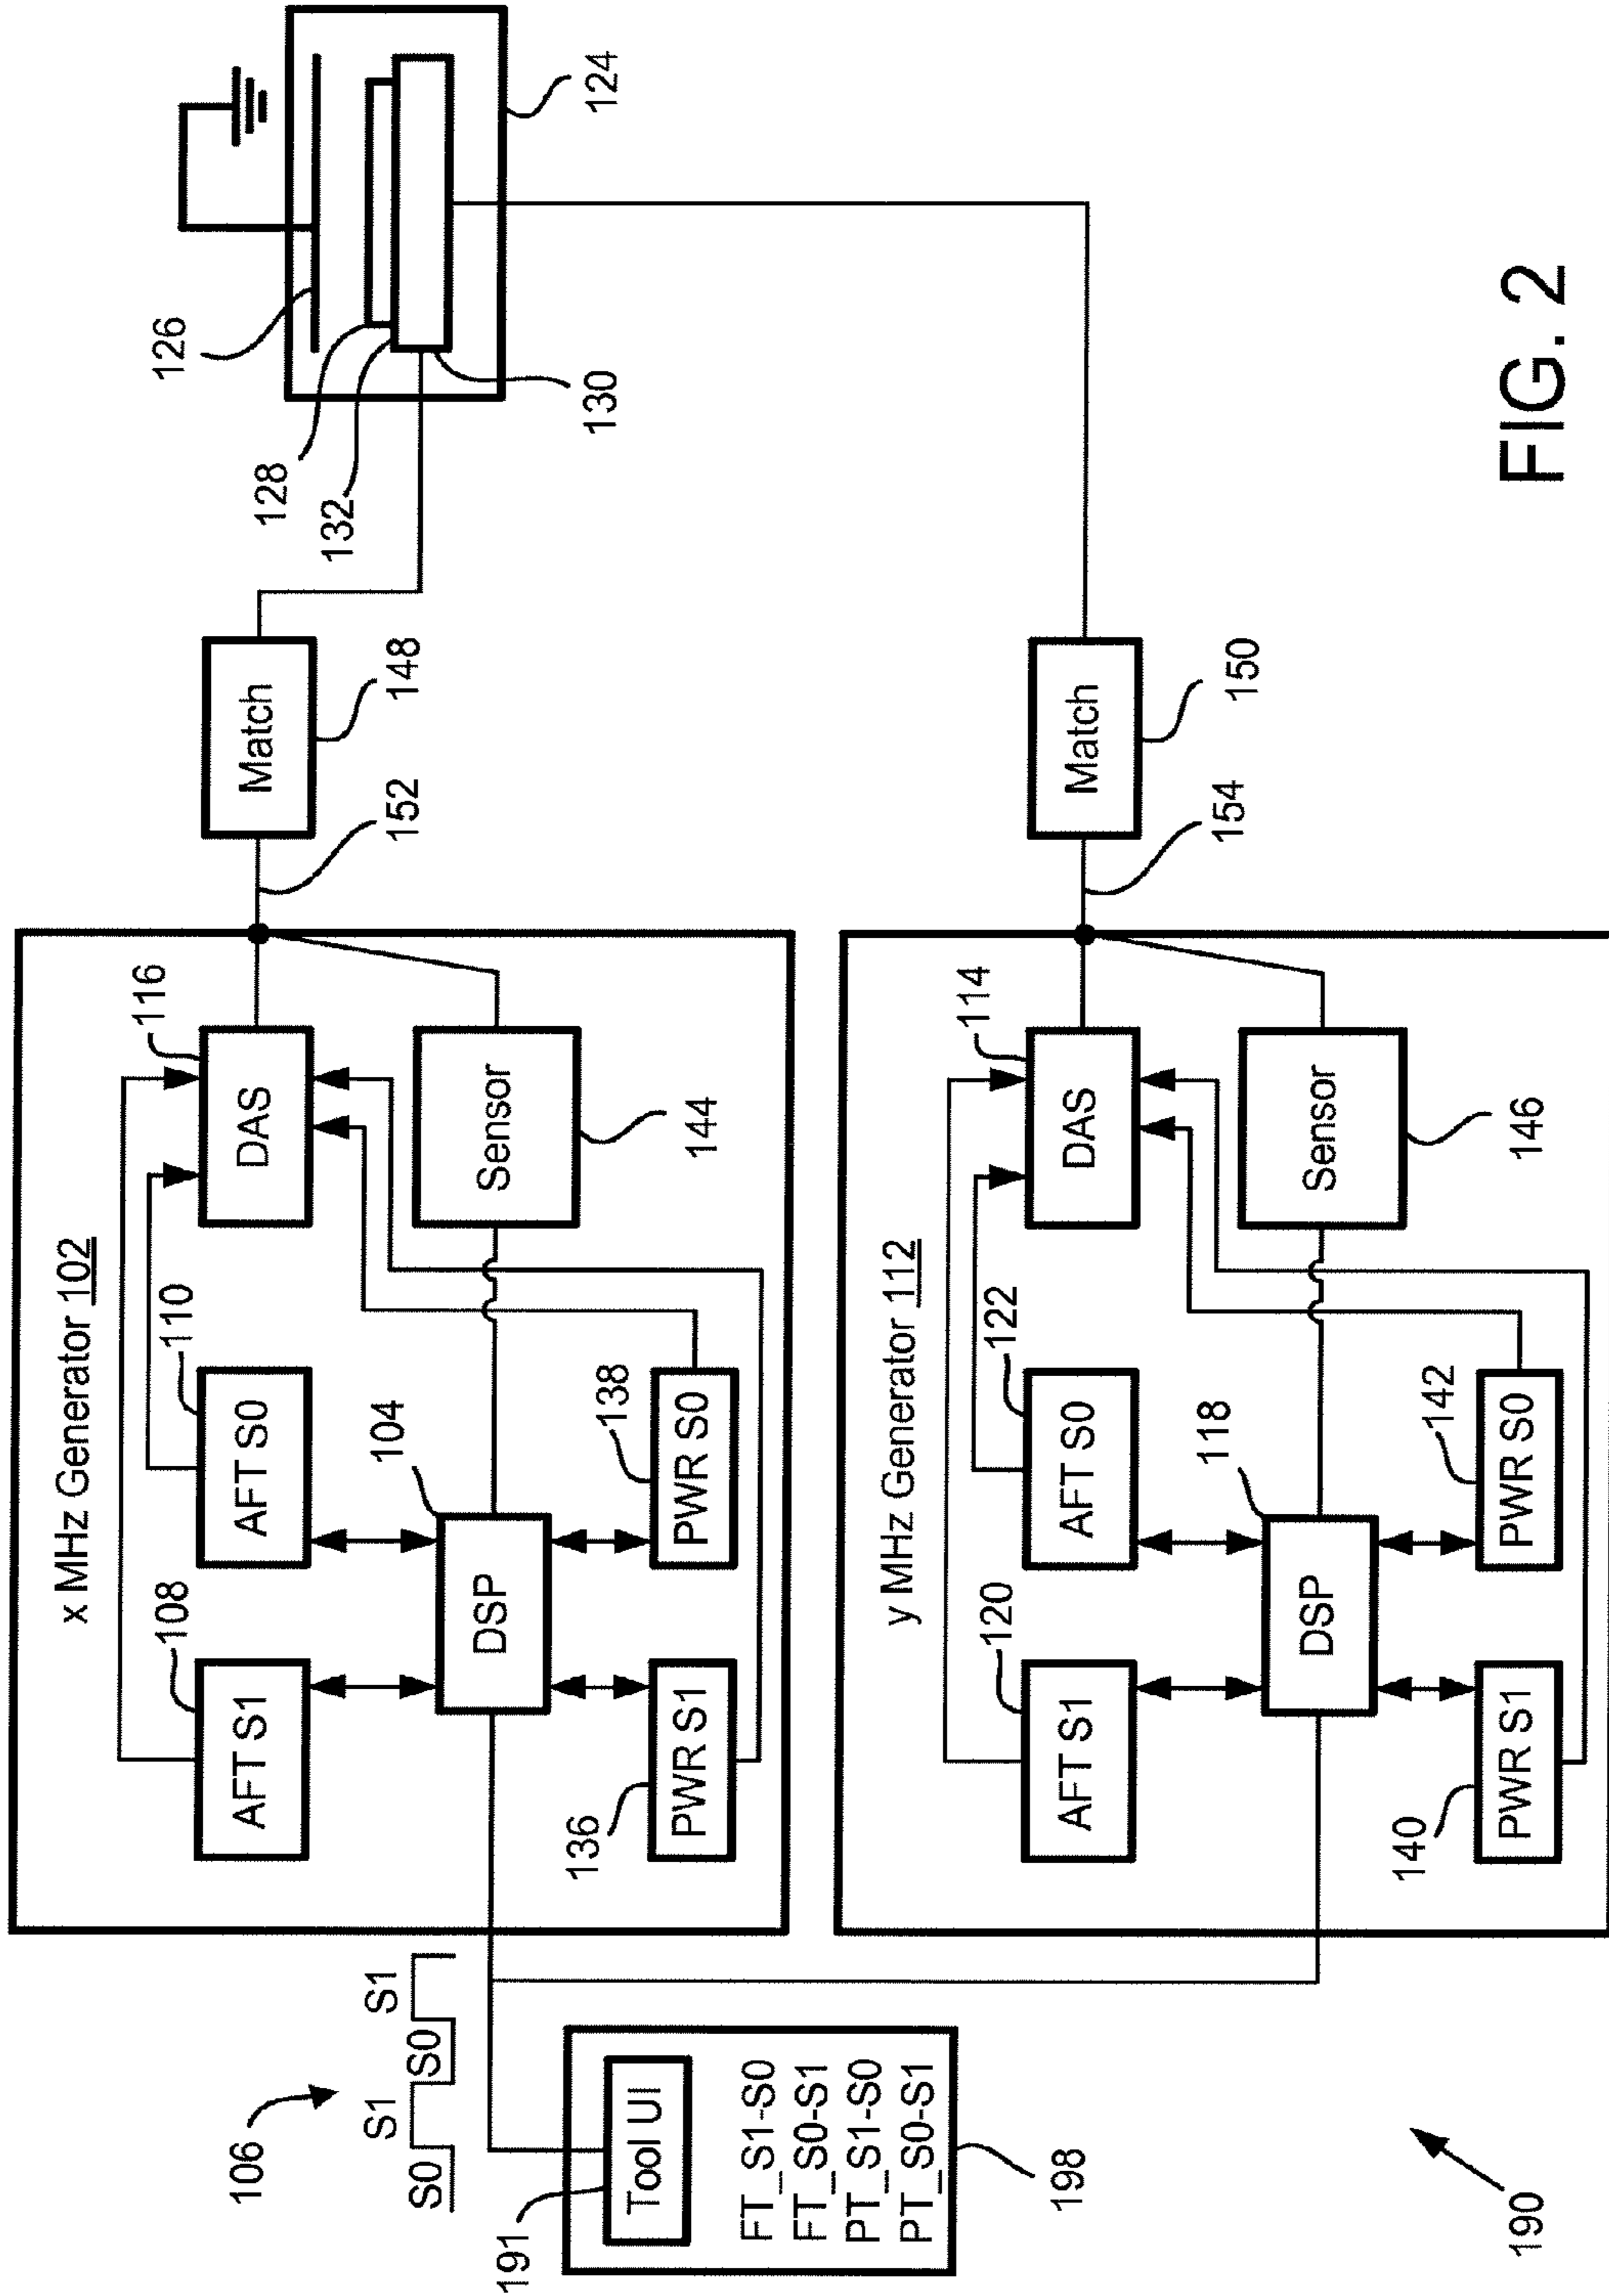 106
S0 S1 S0 S1
191
Tool UI
FT_S1-S0
FT_S0-S1
PT_S1-S0
PT_S0-S1
198
190
x MHz Generator 102
108
AFT S1
110
AFT S0
116
DAS
104
DSP
136
PWR S1
138
PWR S0
Sensor
144
152
Match
148
y MHz Generator 112
120
AFT S1
122
AFT S0
114
DAS
118
DSP
140
PWR S1
142
PWR S0
Sensor
146
154
Match
150
126
128
132
130
124
FIG. 2